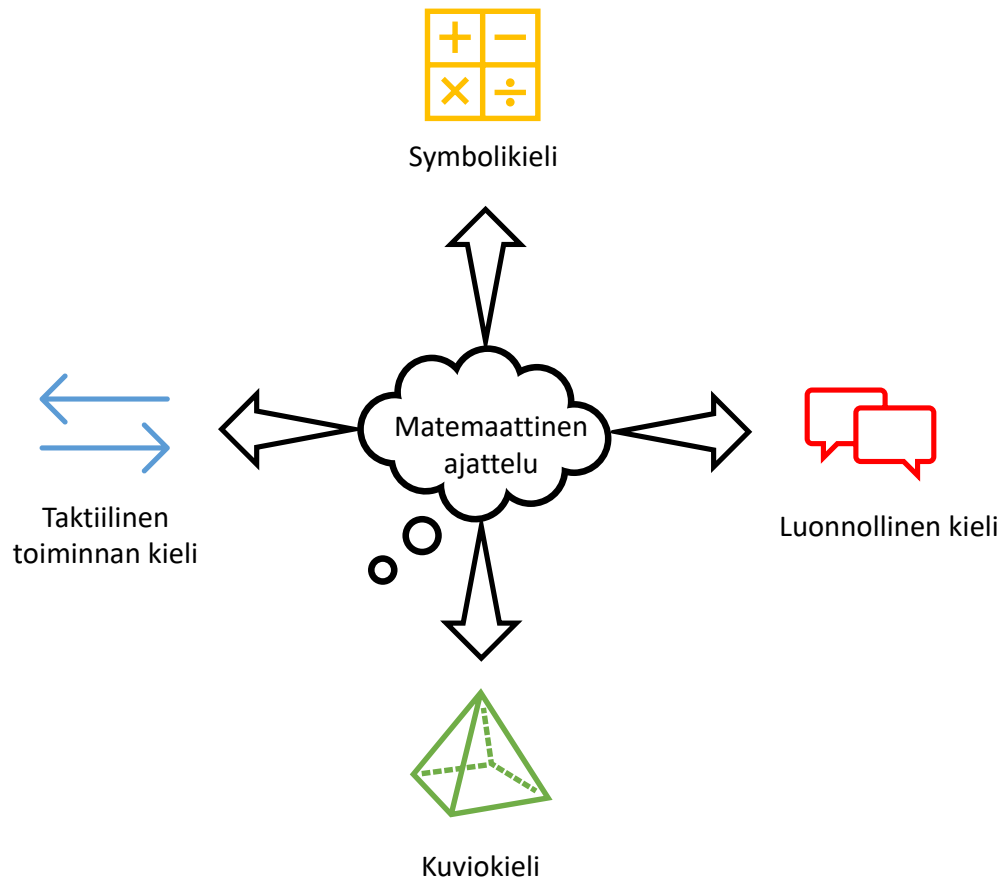 Symbolikieli
Matemaattinen
ajattelu
Taktiilinen
toiminnan kieli
Luonnollinen kieli
Kuviokieli